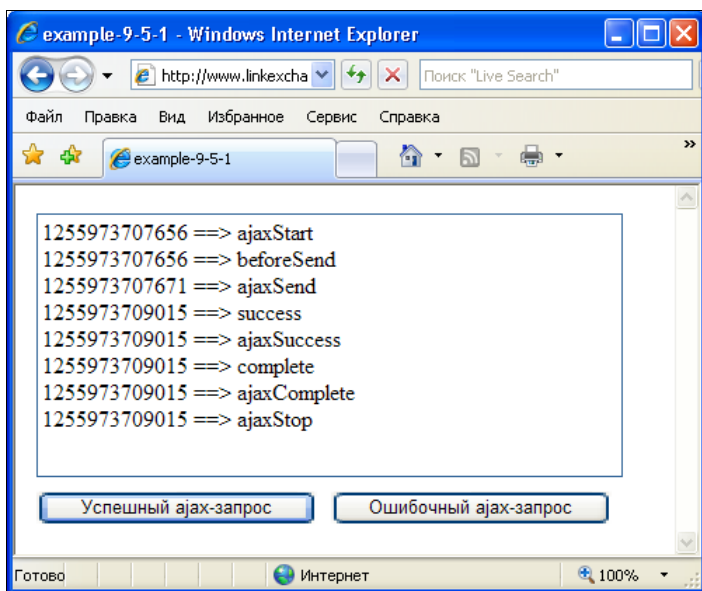 example-9-5-1 - Windows Internet Explorer
http://www.linkexcha
Поиск "Live Search"
Файл Правка Вид Избранное Сервис Справка
example-9-5-1
»
1255973707656 ==> ajaxStart
1255973707656 ==> beforeSend
1255973707671 ==> ajaxSend
1255973709015 ==> success
1255973709015 ==> ajaxSuccess
1255973709015 ==> complete
1255973709015 ==> ajaxComplete
1255973709015 ==> ajaxStop
Успешный ajax-запрос Ошибочный ajax-запрос
Готово Интернет 100%